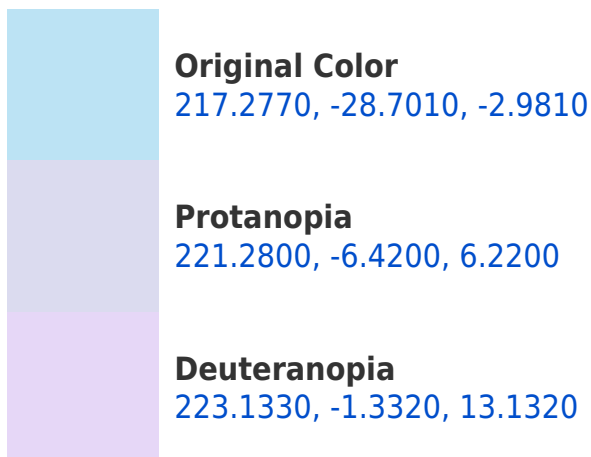 Original Color
217.2770, -28.7010, -2.9810
Protanopia
221.2800, -6.4200, 6.2200
Deuteranopia
223.1330, -1.3320, 13.1320